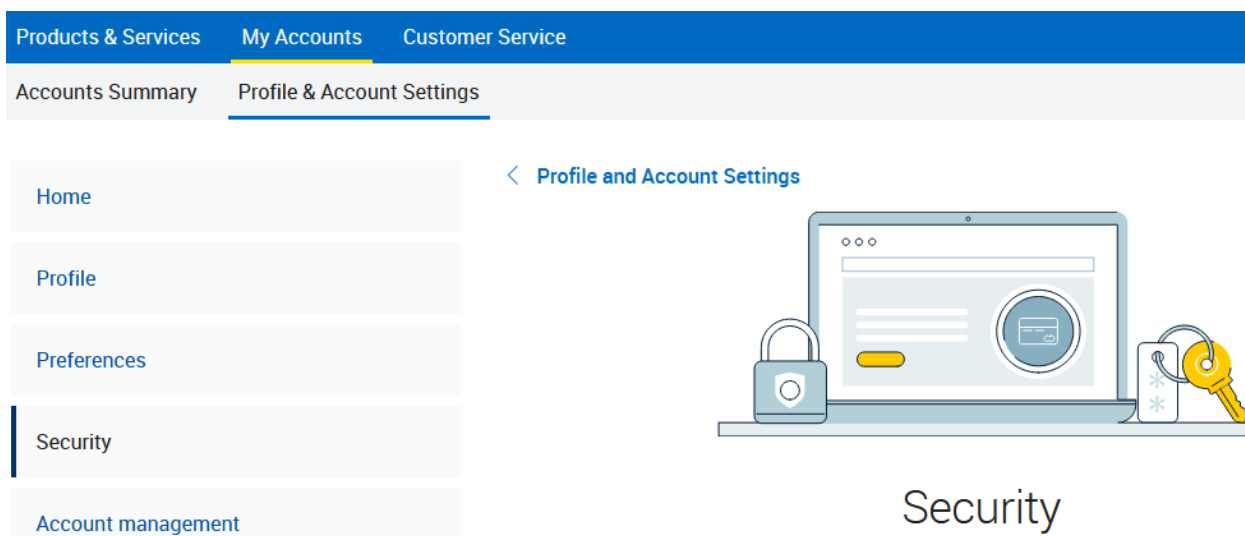 Products & Services My Accounts Customer Service
Accounts Summary Profile & Account Settings
Home
Profile
Preferences
Security
Account management
Profile and Account Settings
Security